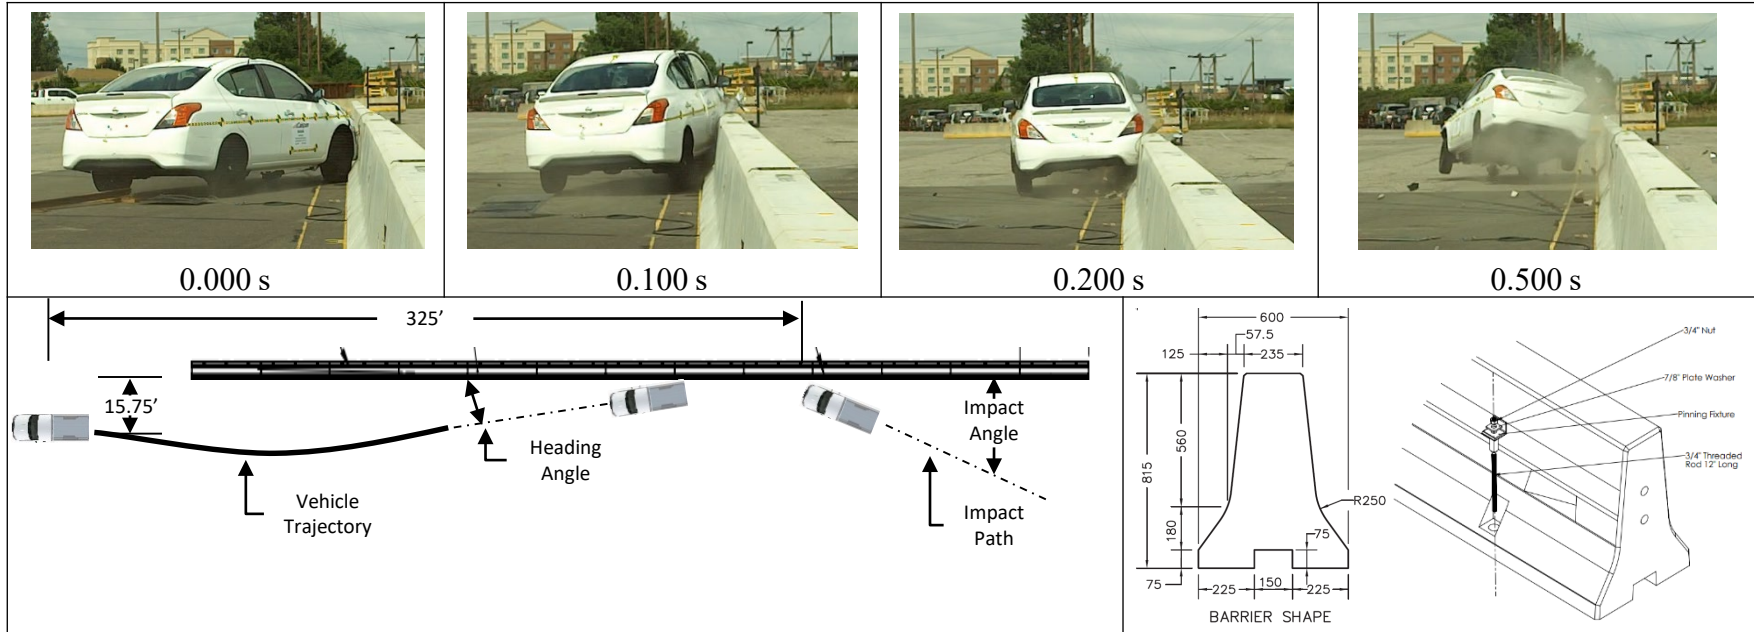 0.000 s
0.100 s
0.200 s
0.500 s
325’
15.75’
Heading
Angle
Vehicle
Trajectory
Impact
Angle
Impact
Path
600
57.5
125
235
815
560
180
75
R250
75
225
150
225
BARRIER SHAPE
3/4" Nut
7/8" Plate Washer
Pinning Fixture
3/4" Threaded
Rod 12" Long